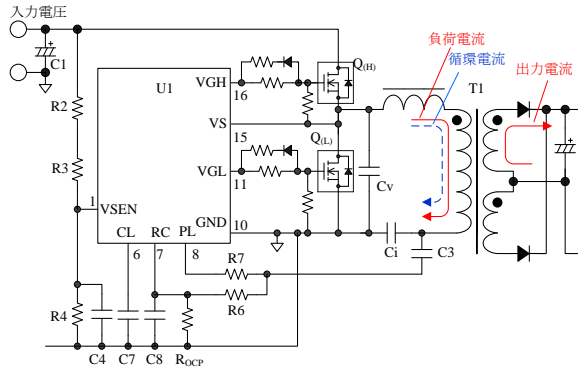 入力電圧
C1
R2
R3
R4
U1
VGH
16
VS
15
VGL
11
GND
10
1
VSEN
CL
RC
PL
6
7
8
Q(H)
Q(L)
Cv
負荷電流
循環電流
T1
出力電流
Ci
C3
R7
R6
C4
C7
C8
ROCP